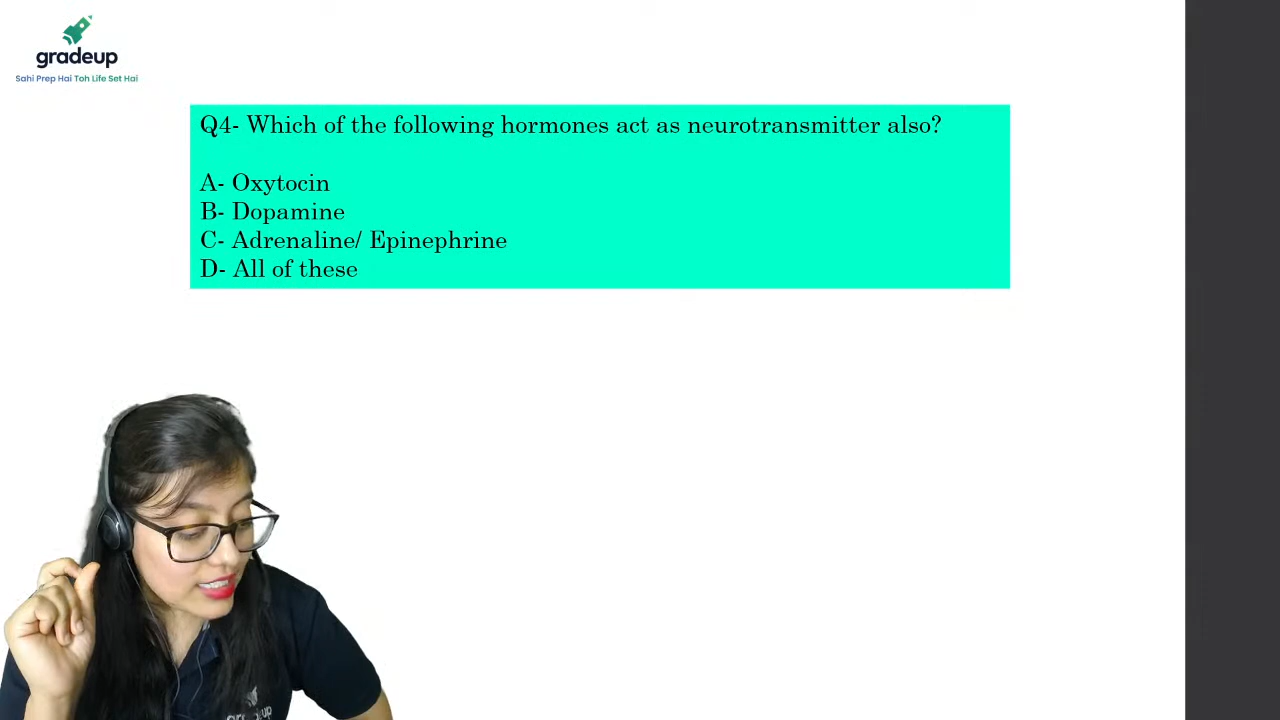 gradeup
Sahi Prep Hai Toh Life Set Hai
Q4- Which of the following hormones act as neurotransmitter also?
A- Oxytocin
B- Dopamine
C- Adrenaline/ Epinephrine
D- All of these
gradeup